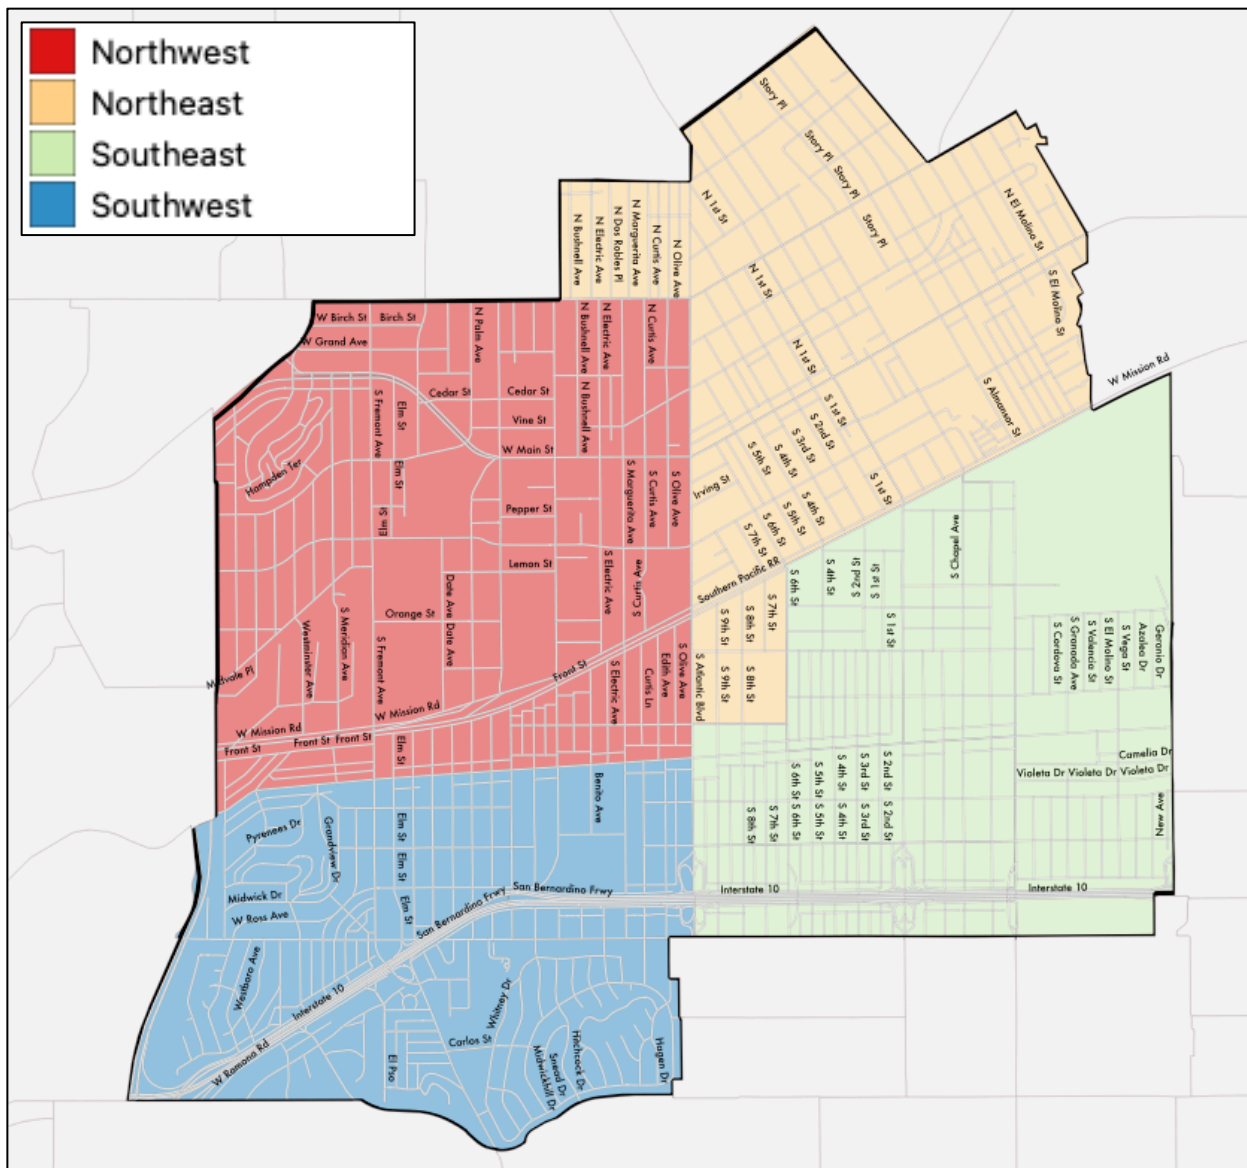 Northwest
Northeast
Southeast
Southwest
Story Pl
Story Pl
Story Pl
Story Pl
N 1st St
N El Molino St
N Bushnell Ave
N Electric Ave
N Dos Robles Pl
N Marguerita Ave
N Curtis Ave
N Olive Ave
N 1st St
S El Molino St
W Birch St
Birch St
W Grand Ave
N Palm Ave
N Bushnell Ave
N Electric Ave
N Curtis Ave
N 1st St
W Mission Rd
Cedar St
Cedar St
S Fremont Ave
Elm St
N Bushnell Ave
S Almansor St
S 1st St
S 2nd St
S 3rd St
S 4th St
S 5th St
Vine St
W Main St
Hampden Ter
Elm St
S Marguerita Ave
S Curtis Ave
S Olive Ave
Irving St
S 1st St
Pepper St
Elm St
S 4th St
S 5th St
S 6th St
S 7th St
S Chapel Ave
Lemon St
S Electric Ave
S Curtis Ave
Southern Pacific RR
S 6th St
S 4th St
S 2nd St
S 1st St
Date Ave
Orange St
S 7th St
S 8th St
S 9th St
S 1st St
Westminster Ave
S Meridian Ave
S Fremont Ave
Date Ave
Midvale Pl
Front St
S Electric Ave
Curtis Ln
Edith Ave
S Olive Ave
S Atlantic Blvd
S 9th St
S 8th St
S Cordova St
S Granada Ave
S Valencia St
S El Molino St
S Vega St
Azalea Dr
Geranio Dr
W Mission Rd
W Mission Rd
Front St
Front St
Front St
Elm St
Camelia Dr
Violeta Dr
Violeta Dr
Violeta Dr
S 6th St
S 5th St
S 4th St
S 3rd St
S 2nd St
Benito Ave
New Ave
Pyrenees Dr
Grandview Dr
Elm St
S 8th St
S 7th St
S 6th St
S 5th St
S 4th St
S 3rd St
S 2nd St
Elm St
Midwick Dr
W Ross Ave
Elm St
San Bernardino Frwy
San Bernardino Frwy
Interstate 10
Interstate 10
Westboro Ave
Interstate 10
Whitney Dr
W Ramona Rd
El Pso
Carlos St
Midwickhill Dr
Snead Dr
Hitchcock Dr
Hagen Dr